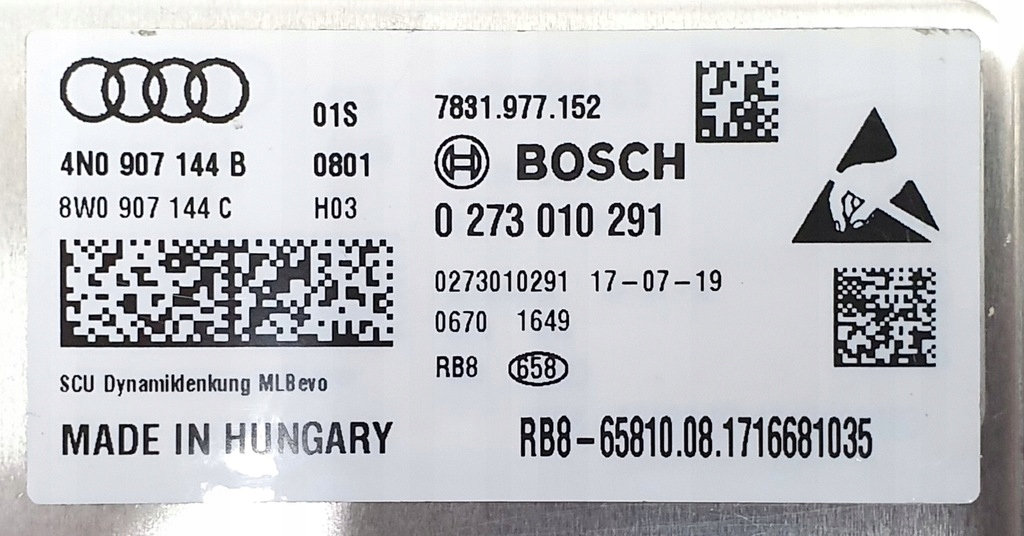 01S
4N0 907 144 B 0801
8W0 907 144 C H03
SCU Dynamiklenkung MLBevo
MADE IN HUNGARY
7831.977.152
BOSCH
0 273 010 291
0273010291 17-07-19
0670 1649
RB8 658
RB8-65810.08.1716681035